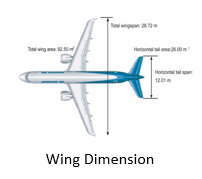 Total wingspan: 28.72 m
Total wing area: 92.50 m²
Horizontal tail area:26.00 m²
Horizontal tail span:
12.01 m
Wing Dimension